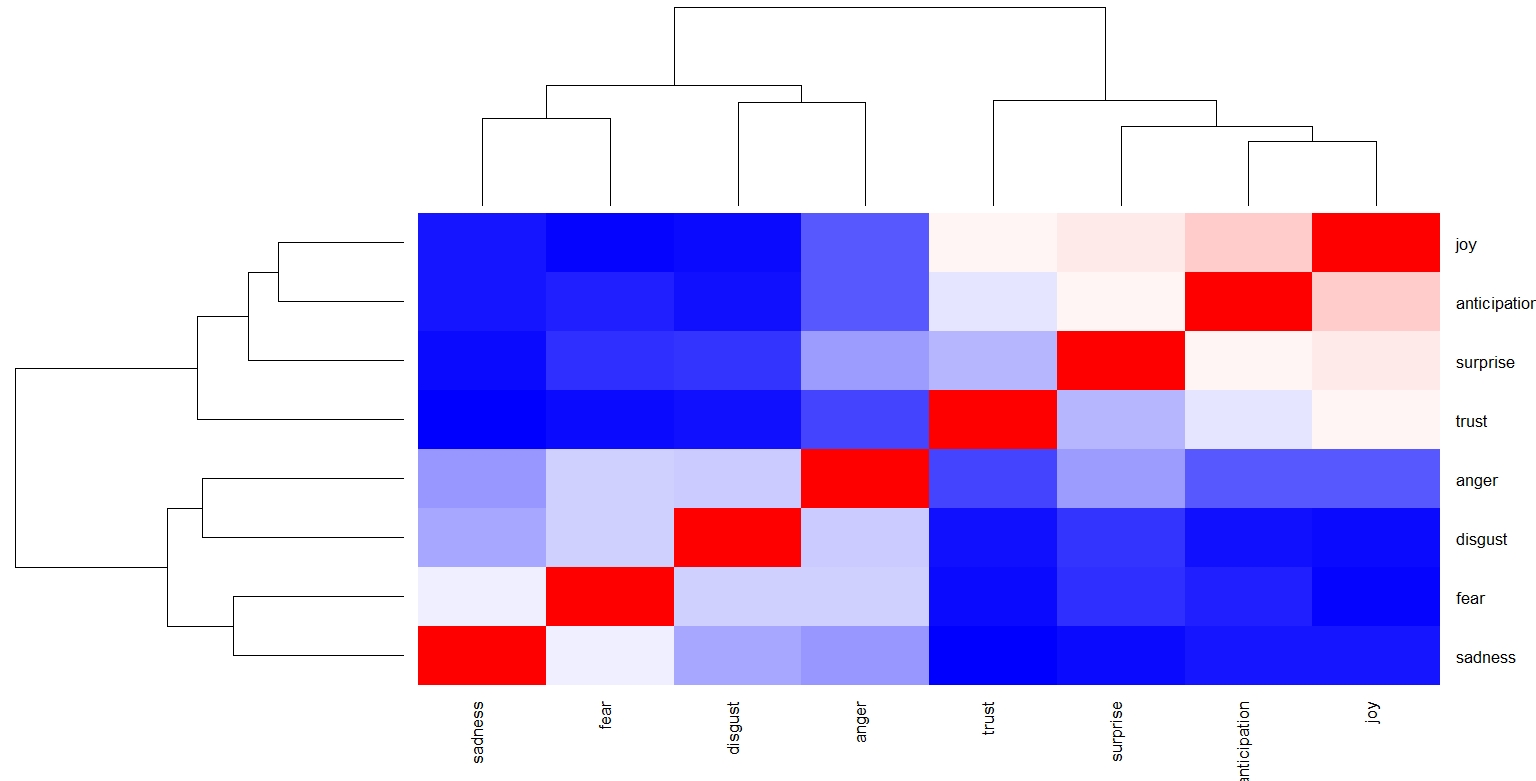 joy
anticipation
surprise
trust
anger
disgust
fear
sadness
sadness
fear
disgust
anger
trust
surprise
anticipation
joy